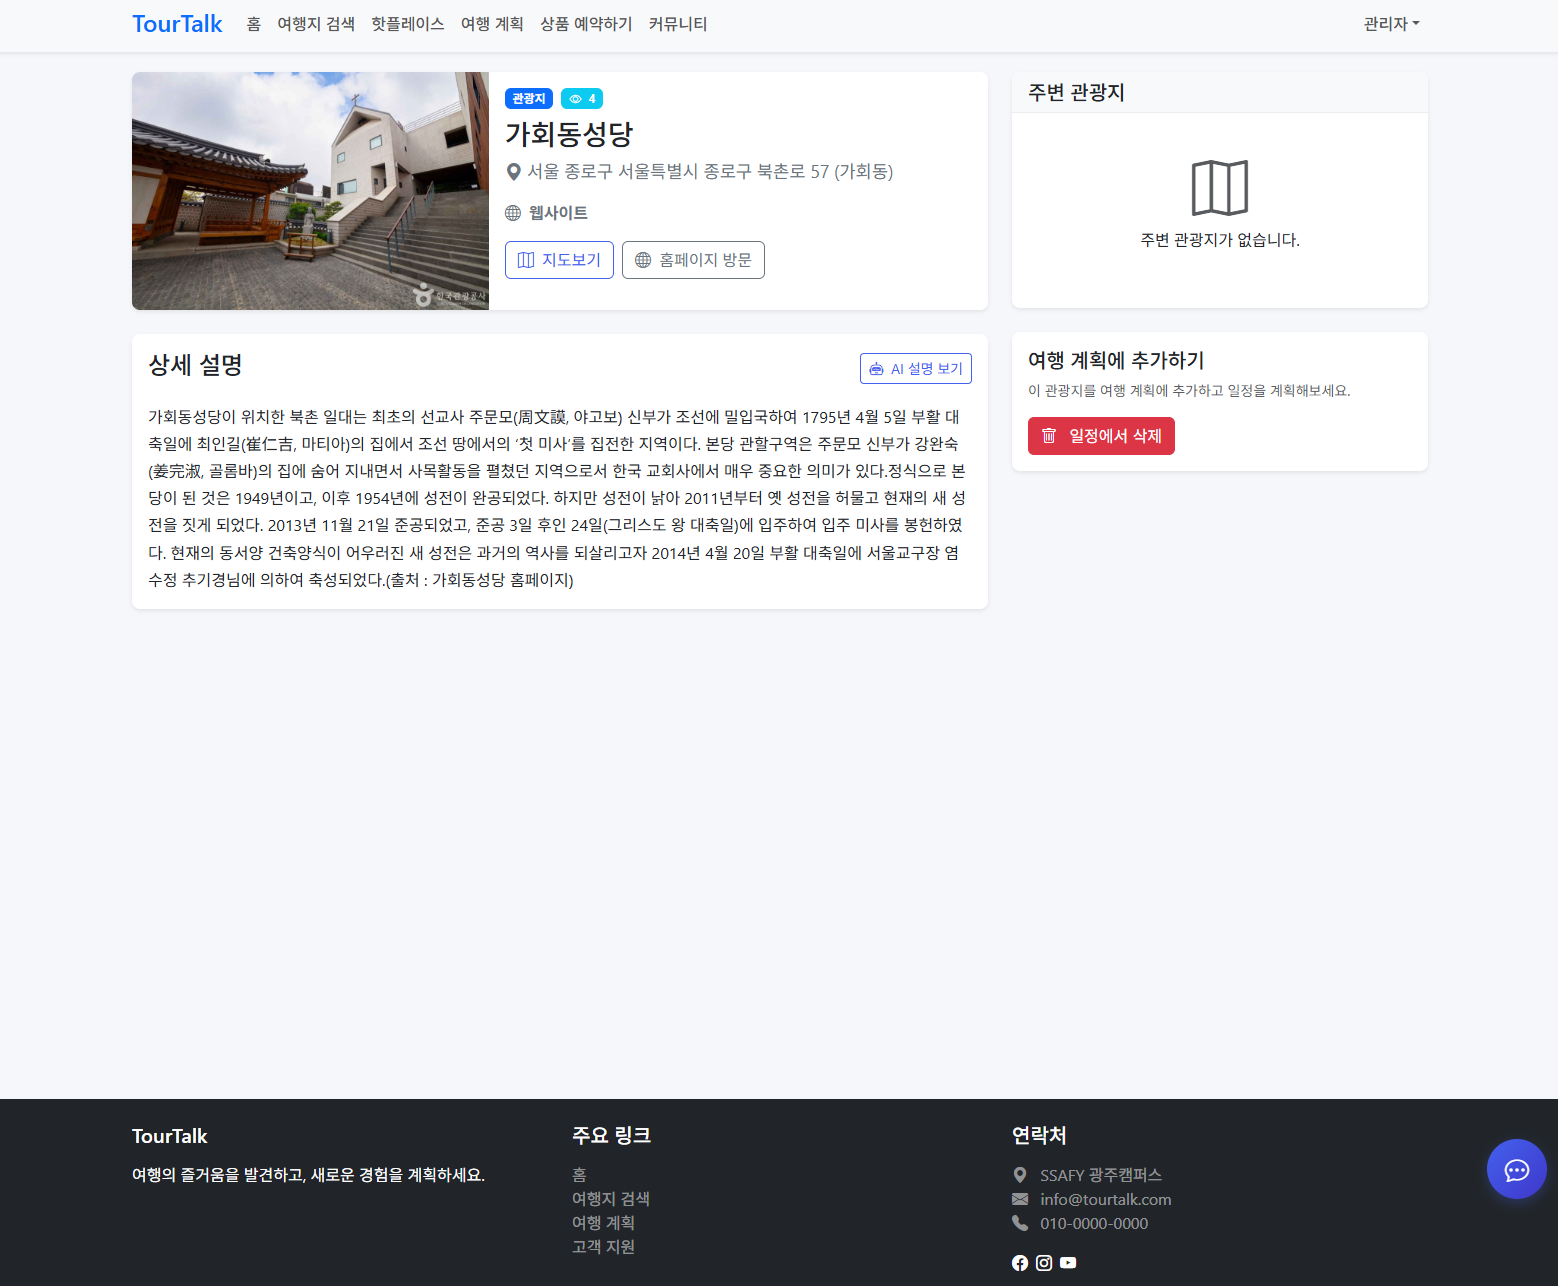 TourTalk 홈 여행지 검색 핫플레이스 여행 계획 상품 예약하기 커뮤니티 관리자
관광지 4
가회동성당
서울 종로구 서울특별시 종로구 북촌로 57 (가회동)
웹사이트
지도보기 홈페이지 방문
한국관광공사
주변 관광지
주변 관광지가 없습니다.
상세 설명
AI 설명 보기
가회동성당이 위치한 북촌 일대는 최초의 선교사 주문모(周文謨, 야고보) 신부가 조선에 밀입국하여 1795년 4월 5일 부활 대
축일에 최인길(崔仁吉, 마티아)의 집에서 조선 땅에서의 ‘첫 미사’를 집전한 지역이다. 본당 관할구역은 주문모 신부가 강완숙
(姜完淑, 골롬바)의 집에 숨어 지내면서 사목활동을 펼쳤던 지역으로서 한국 교회사에서 매우 중요한 의미가 있다.정식으로 본
당이 된 것은 1949년이고, 이후 1954년에 성전이 완공되었다. 하지만 성전이 낡아 2011년부터 옛 성전을 허물고 현재의 새 성
전을 짓게 되었다. 2013년 11월 21일 준공되었고, 준공 3일 후인 24일(그리스도 왕 대축일)에 입주하여 입주 미사를 봉헌하였
다. 현재의 동서양 건축양식이 어우러진 새 성전은 과거의 역사를 되살리고자 2014년 4월 20일 부활 대축일에 서울교구장 염
수정 추기경님에 의하여 축성되었다.(출처 : 가회동성당 홈페이지)
여행 계획에 추가하기
이 관광지를 여행 계획에 추가하고 일정을 계획해보세요.
일정에서 삭제
TourTalk
여행의 즐거움을 발견하고, 새로운 경험을 계획하세요.
주요 링크
홈
여행지 검색
여행 계획
고객 지원
연락처
SSAFY 광주캠퍼스
info@tourtalk.com
010-0000-0000